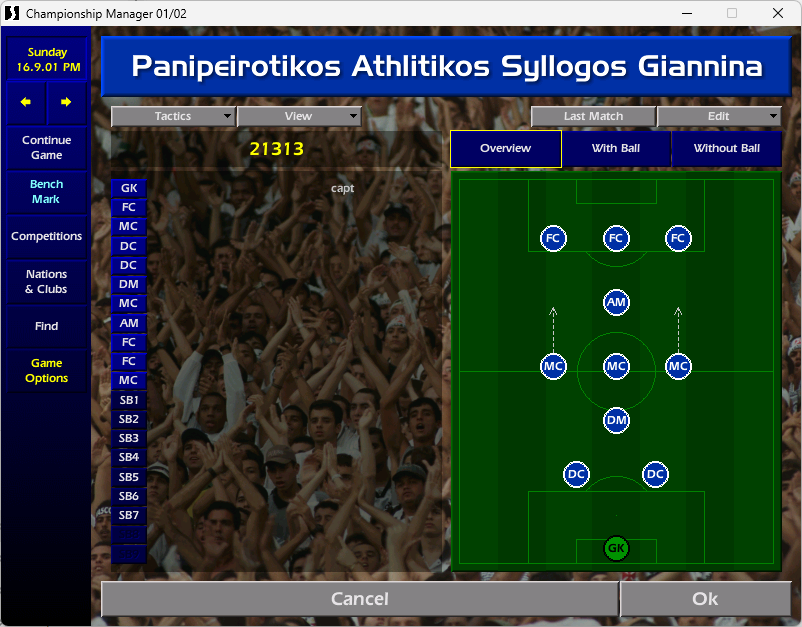 Championship Manager 01/02
Sunday
16.9.01 PM
Continue
Game
Bench
Mark
Competitions
Nations
& Clubs
Find
Game
Options
Panipeirotikos Athlitikos Syllogos Giannina
Tactics
View
Last Match
Edit
21313
Overview
With Ball
Without Ball
GK
capt
FC
MC
DC
DC
DM
MC
AM
FC
FC
MC
SB1
SB2
SB3
SB4
SB5
SB6
SB7
FC FC FC
AM
MC MC MC
DM
DC DC
GK
Cancel
Ok